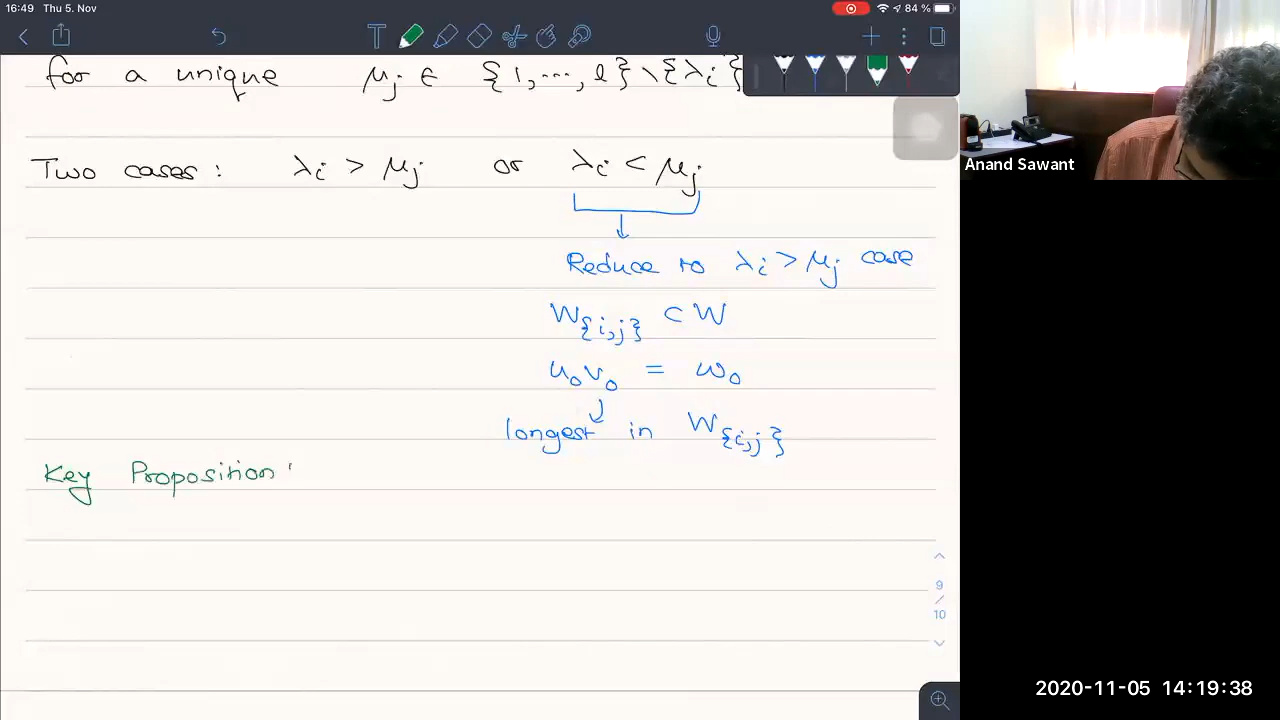 16:49 Thu 5. Nov
84 %
for a unique μj ∈ {1, ..., l} \ {λi}
Two cases : λi > μj or λi < μj
Reduce to λi > μj case
W{i,j} ⊂ W
u0v0 = w0
longest in W{i,j}
Key Proposition :
9
/
10
Anand Sawant
2020-11-05 14:19:38